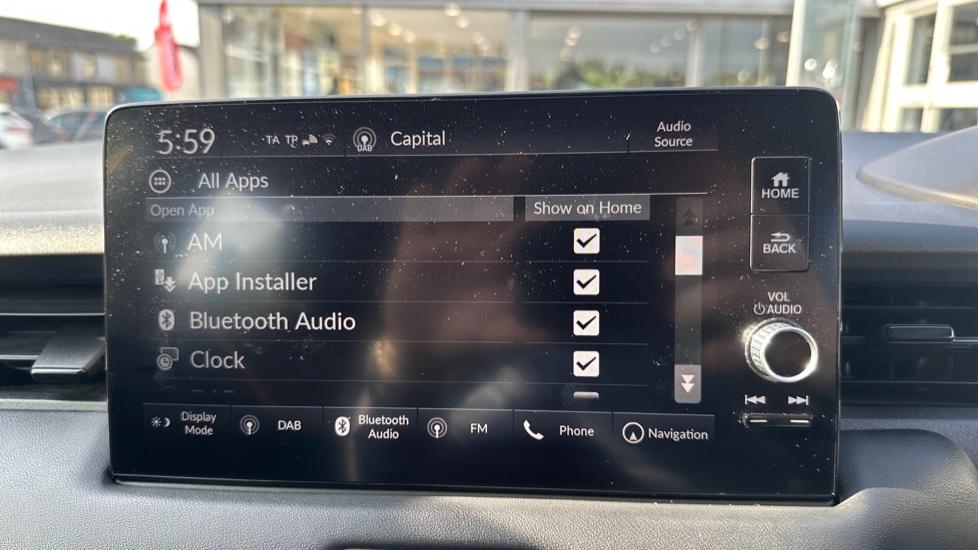 5:59
TA TP
DAB
Capital
Audio
Source
All Apps
Open App
Show on Home
AM
App Installer
Bluetooth Audio
Clock
Display
Mode
DAB
Bluetooth
Audio
FM
Phone
Navigation
HOME
BACK
VOL
AUDIO